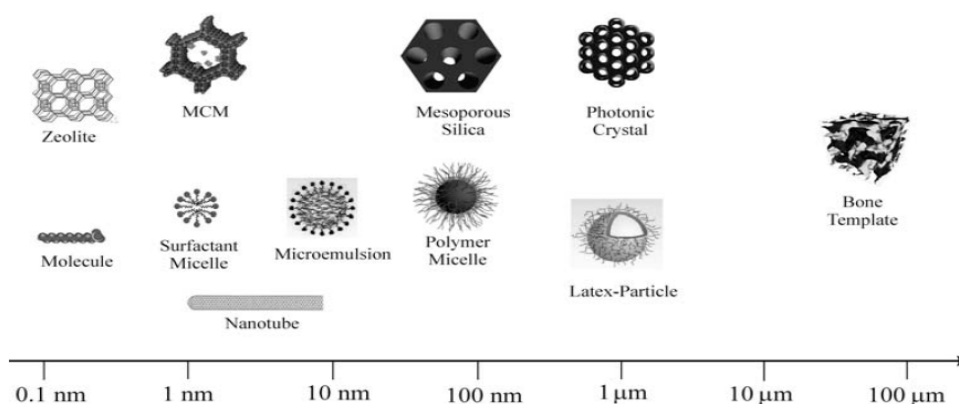 MCM
Mesoporous
Silica
Photonic
Crystal
Zeolite
Bone
Template
Molecule
Surfactant
Micelle
Microemulsion
Polymer
Micelle
Latex-Particle
Nanotube
0.1 nm 1 nm 10 nm 100 nm 1 μm 10 μm 100 μm